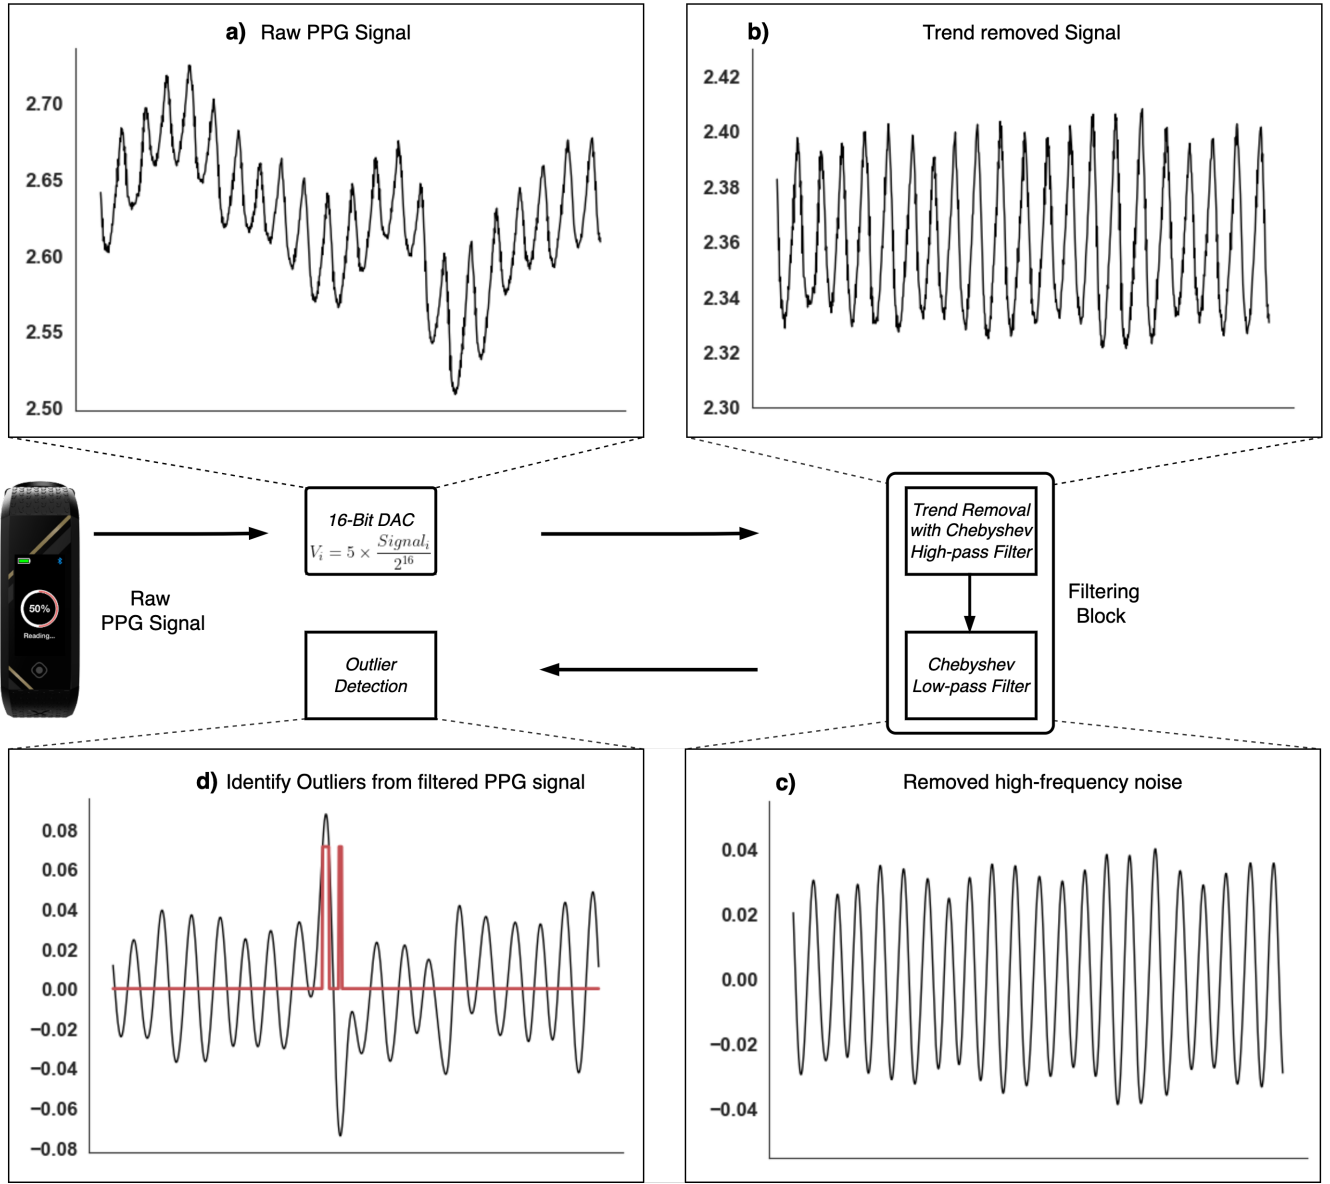 a) Raw PPG Signal
2.70
2.65
2.60
2.55
2.50
b) Trend removed Signal
2.42
2.40
2.38
2.36
2.34
2.32
2.30
50%
Reading...
Raw
PPG Signal
16-Bit DAC
V_i = 5 × Signal_i / 2^16
Trend Removal
with Chebyshev
High-pass Filter
Filtering
Block
Outlier
Detection
Chebyshev
Low-pass Filter
d) Identify Outliers from filtered PPG signal
0.08
0.06
0.04
0.02
0.00
−0.02
−0.04
−0.06
−0.08
c) Removed high-frequency noise
0.04
0.02
0.00
−0.02
−0.04